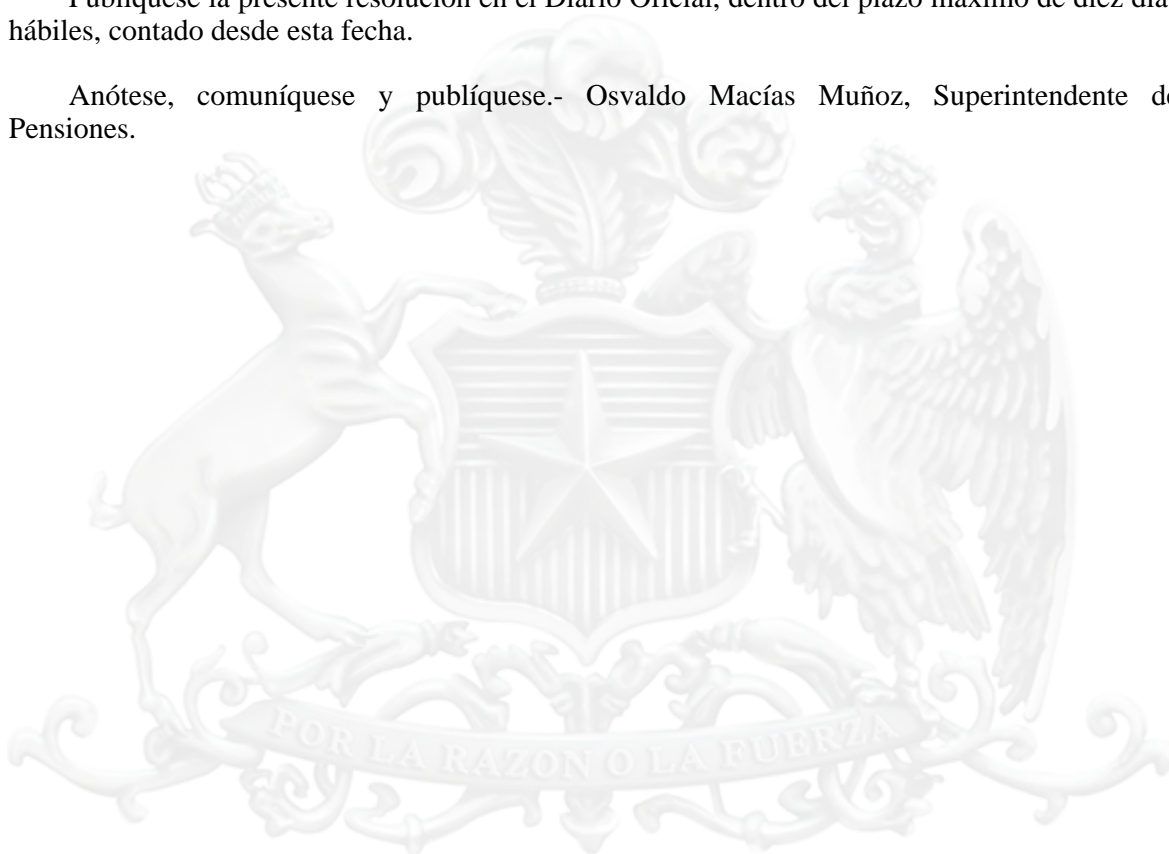 Publíquese la presente resolución en el Diario Oficial, dentro del plazo máximo de diez días
hábiles, contado desde esta fecha.
Anótese, comuníquese y publíquese.- Osvaldo Macías Muñoz, Superintendente de
Pensiones.
POR LA RAZON O LA FUERZA